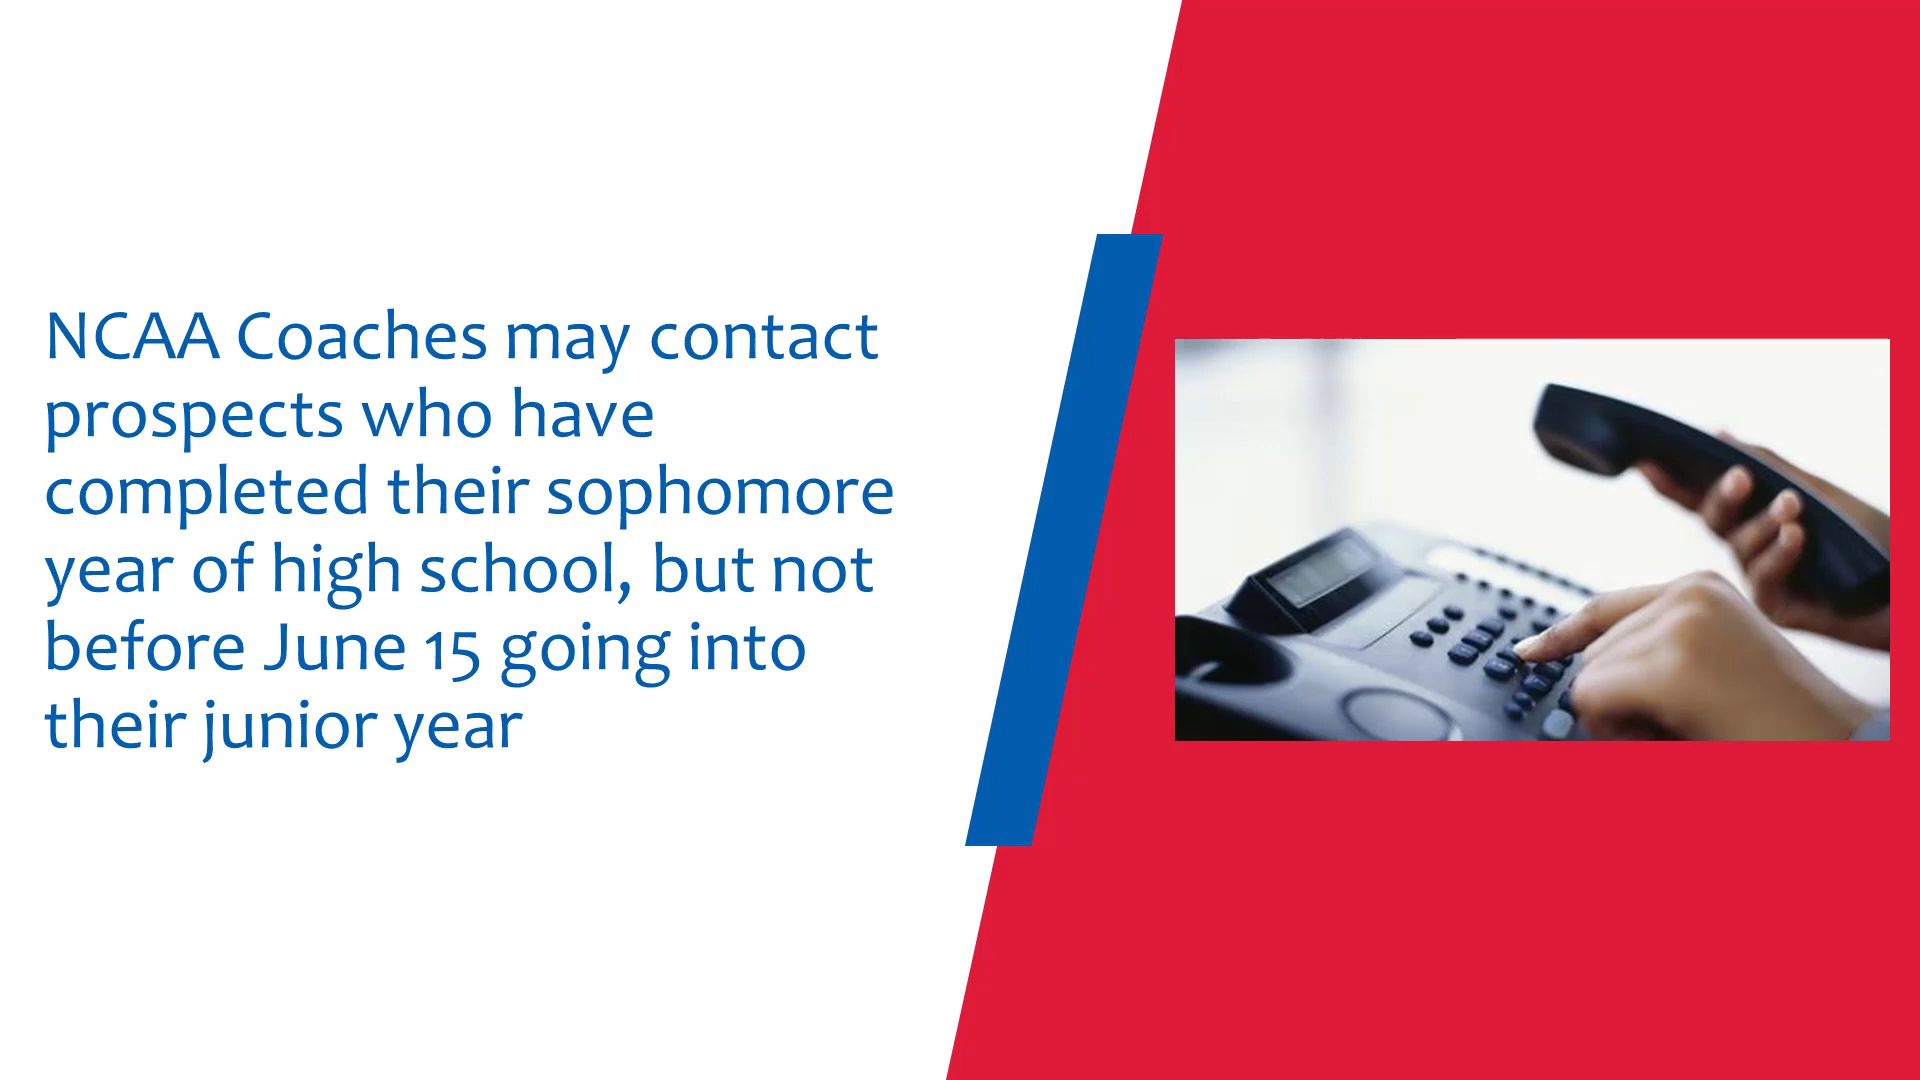 NCAA Coaches may contact
prospects who have
completed their sophomore
year of high school, but not
before June 15 going into
their junior year